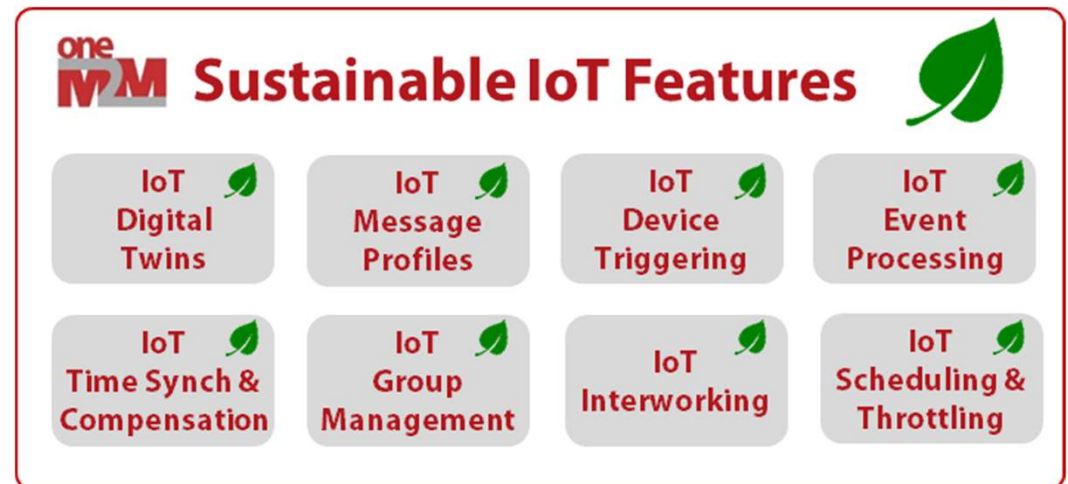 one
M2M
Sustainable IoT Features
IoT
Digital
Twins
IoT
Message
Profiles
IoT
Device
Triggering
IoT
Event
Processing
IoT
Time Synch &
Compensation
IoT
Group
Management
IoT
Interworking
IoT
Scheduling &
Throttling